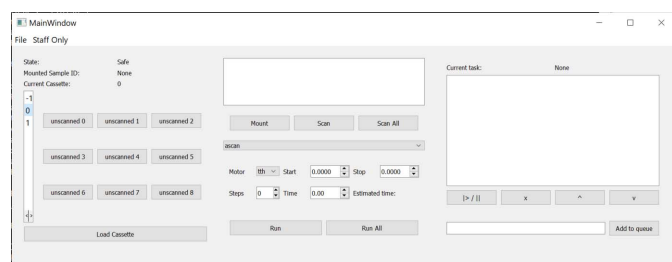 MainWindow
File Staff Only
State: Safe
Mounted Sample ID: None
Current Cassette: 0
-1
0
1
unscanned 0 unscanned 1 unscanned 2
unscanned 3 unscanned 4 unscanned 5
unscanned 6 unscanned 7 unscanned 8
Load Cassette
Mount Scan Scan All
ascan
Motor tth Start 0.0000 Stop 0.0000
Steps 0 Time 0.00 Estimated time:
Run Run All
Current task: None
|> / || x ^ v
Add to queue